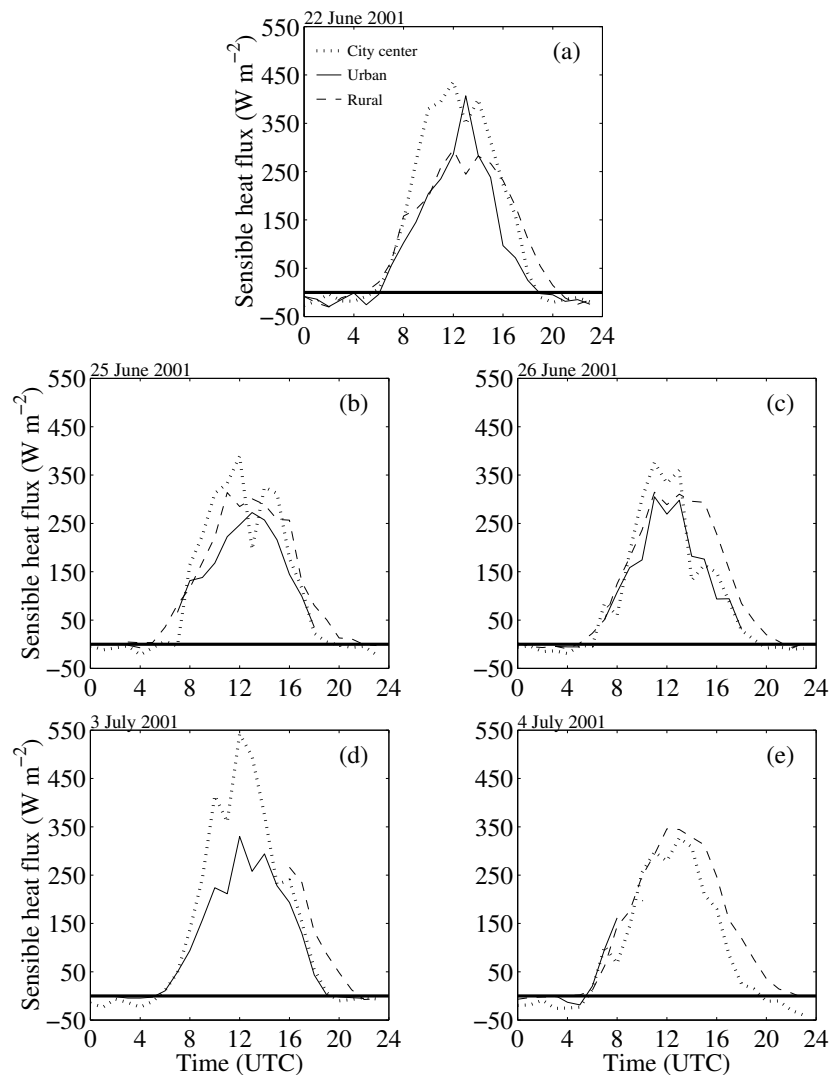 22 June 2001
(a)
City center
Urban
Rural
Sensible heat flux (W m−2)
550
450
350
250
150
50
−50
0 4 8 12 16 20 24
25 June 2001
(b)
Sensible heat flux (W m−2)
550
450
350
250
150
50
−50
0 4 8 12 16 20 24
26 June 2001
(c)
550
450
350
250
150
50
−50
0 4 8 12 16 20 24
3 July 2001
(d)
Sensible heat flux (W m−2)
550
450
350
250
150
50
−50
0 4 8 12 16 20 24
Time (UTC)
4 July 2001
(e)
550
450
350
250
150
50
−50
0 4 8 12 16 20 24
Time (UTC)